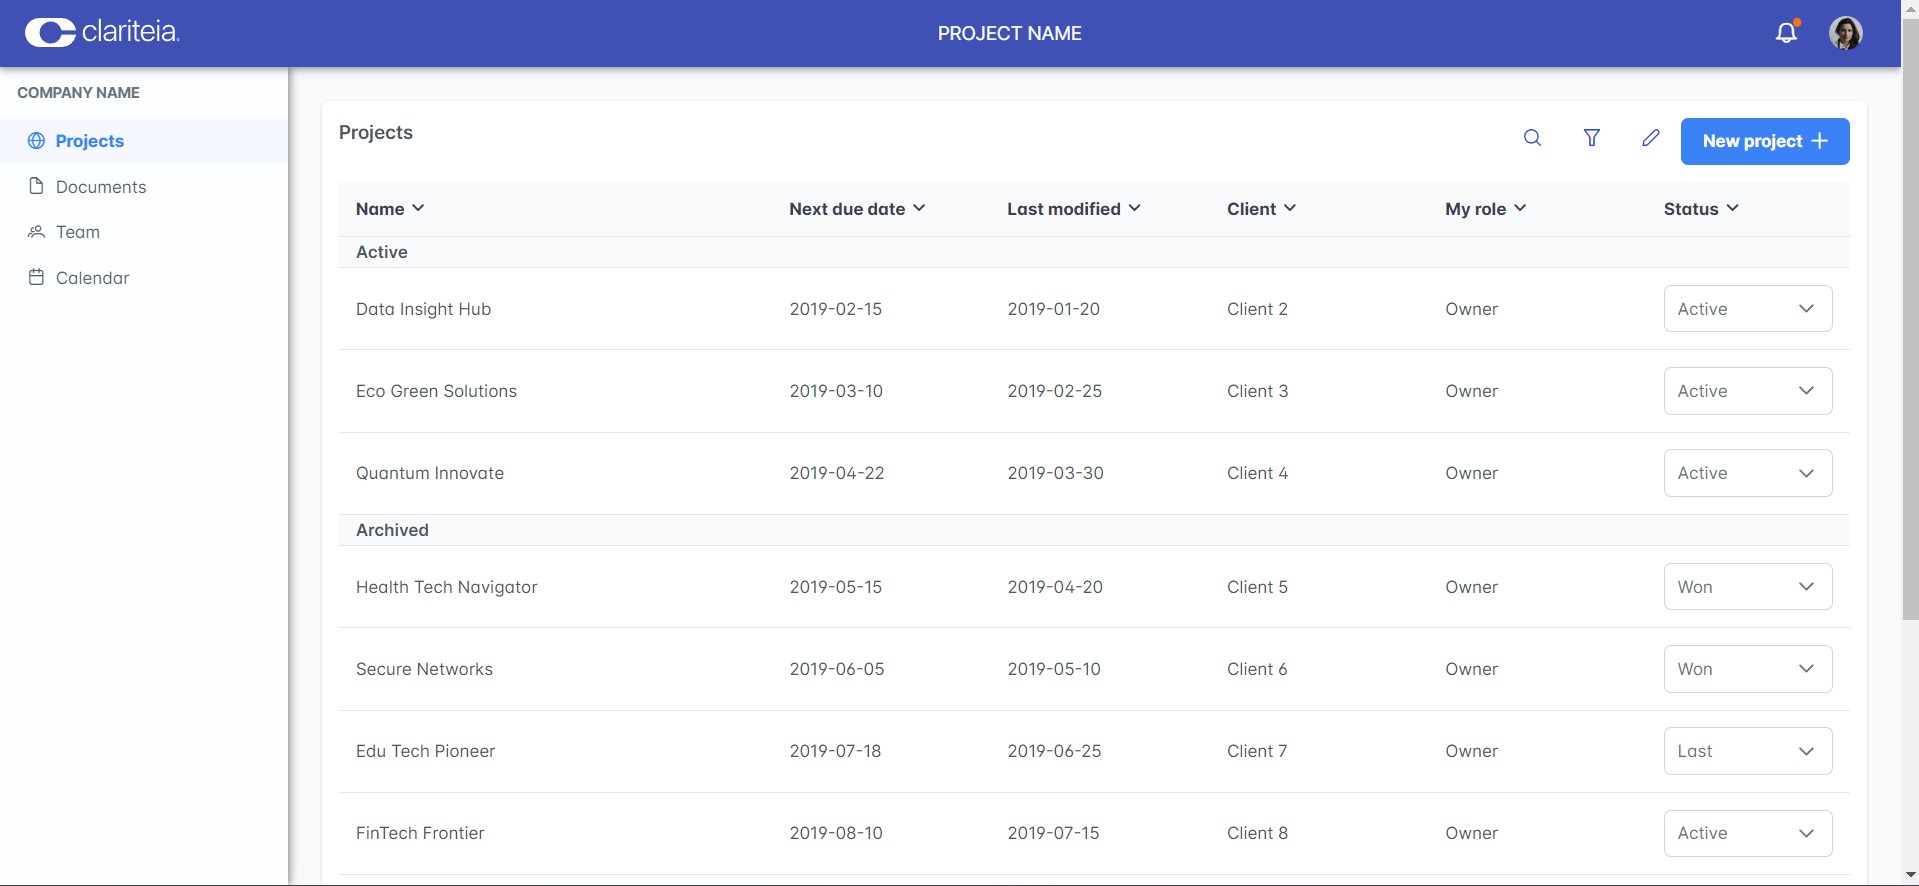 clariteia.
PROJECT NAME
COMPANY NAME
Projects
Documents
Team
Calendar
Projects
New project
Name Next due date Last modified Client My role Status
Active
Data Insight Hub 2019-02-15 2019-01-20 Client 2 Owner Active
Eco Green Solutions 2019-03-10 2019-02-25 Client 3 Owner Active
Quantum Innovate 2019-04-22 2019-03-30 Client 4 Owner Active
Archived
Health Tech Navigator 2019-05-15 2019-04-20 Client 5 Owner Won
Secure Networks 2019-06-05 2019-05-10 Client 6 Owner Won
Edu Tech Pioneer 2019-07-18 2019-06-25 Client 7 Owner Last
FinTech Frontier 2019-08-10 2019-07-15 Client 8 Owner Active